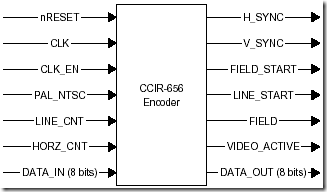 nRESET
CLK
CLK_EN
PAL_NTSC
LINE_CNT
HORZ_CNT
DATA_IN (8 bits)
CCIR-656
Encoder
H_SYNC
V_SYNC
FIELD_START
LINE_START
FIELD
VIDEO_ACTIVE
DATA_OUT (8 bits)